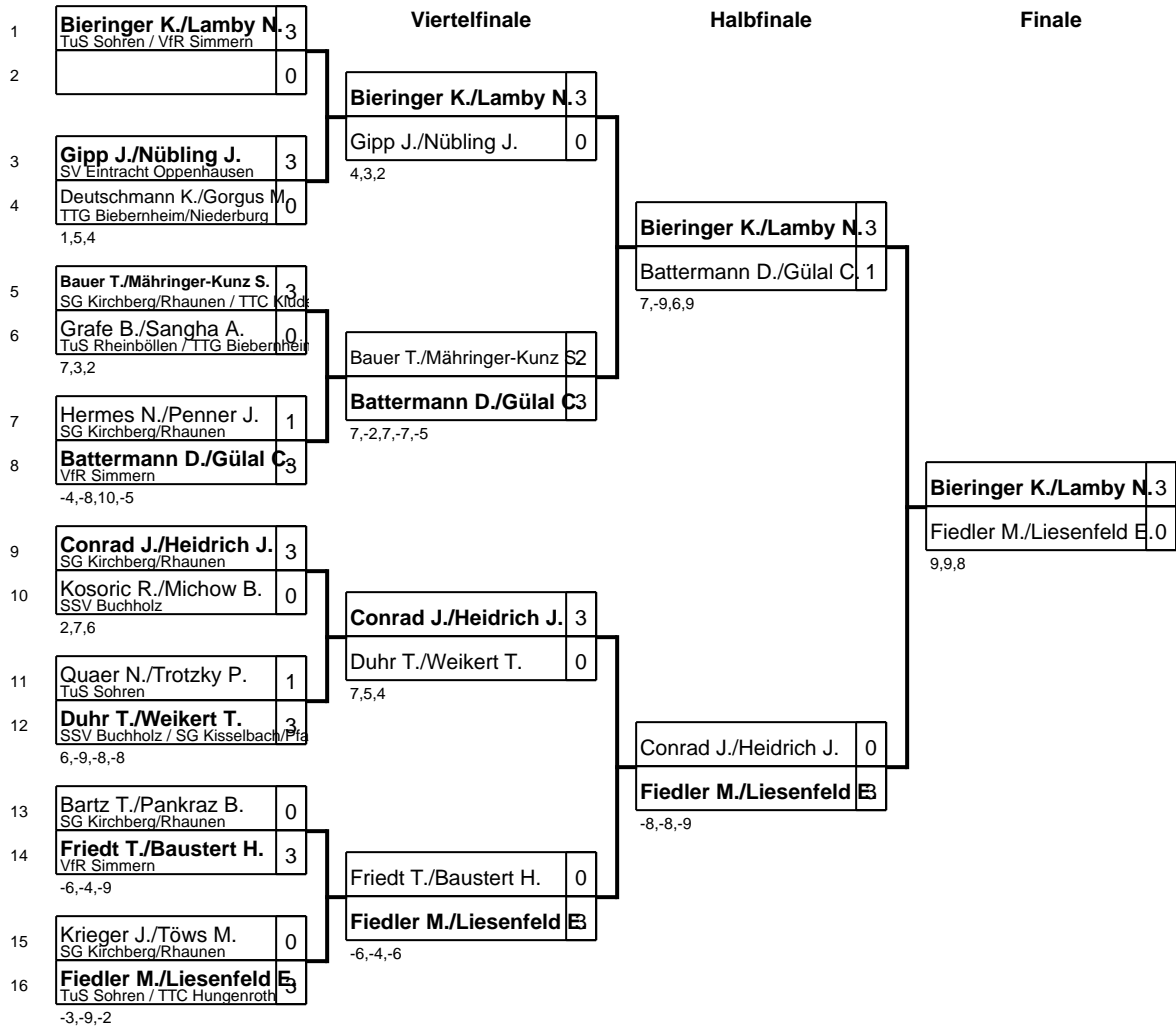 Viertelfinale
Halbfinale
Finale
1
Bieringer K./Lamby N. 3
TuS Sohren / VfR Simmern
2
0
3
Gipp J./Nübling J. 3
SV Eintracht Oppenhausen
4
Deutschmann K./Gorgus M 0
TTG Biebernheim/Niederburg
1,5,4
5
Bauer T./Mähringer-Kunz S. 3
SG Kirchberg/Rhaunen / TTC
6
Grafe B./Sangha A. 0
TuS Rheinböllen / TTG
7,3,2
7
Hermes N./Penner J. 1
SG Kirchberg/Rhaunen
8
Battermann D./Gülal C. 3
VfR Simmern
-4,-8,10,-5
9
Conrad J./Heidrich J. 3
SG Kirchberg/Rhaunen
10
Kosoric R./Michow B. 0
SSV Buchholz
2,7,6
11
Quaer N./Trotzky P. 1
TuS Sohren
12
Duhr T./Weikert T. 3
SSV Buchholz / SG Kisselbach/Pfa
6,-9,-8,-8
13
Bartz T./Pankraz B. 0
SG Kirchberg/Rhaunen
14
Friedt T./Baustert H. 3
VfR Simmern
-6,-4,-9
15
Krieger J./Töws M. 0
SG Kirchberg/Rhaunen
16
Fiedler M./Liesenfeld E. 3
TuS Sohren / TTC Hungenroth
-3,-9,-2
Bieringer K./Lamby N. 3
Gipp J./Nübling J. 0
4,3,2
Bauer T./Mähringer-Kunz S 2
Battermann D./Gülal C. 3
7,-2,7,-7,-5
Conrad J./Heidrich J. 3
Duhr T./Weikert T. 0
7,5,4
Friedt T./Baustert H. 0
Fiedler M./Liesenfeld E. 3
-6,-4,-6
Bieringer K./Lamby N. 3
Battermann D./Gülal C. 1
7,-9,6,9
Conrad J./Heidrich J. 0
Fiedler M./Liesenfeld E. 3
-8,-8,-9
Bieringer K./Lamby N. 3
Fiedler M./Liesenfeld E. 0
9,9,8